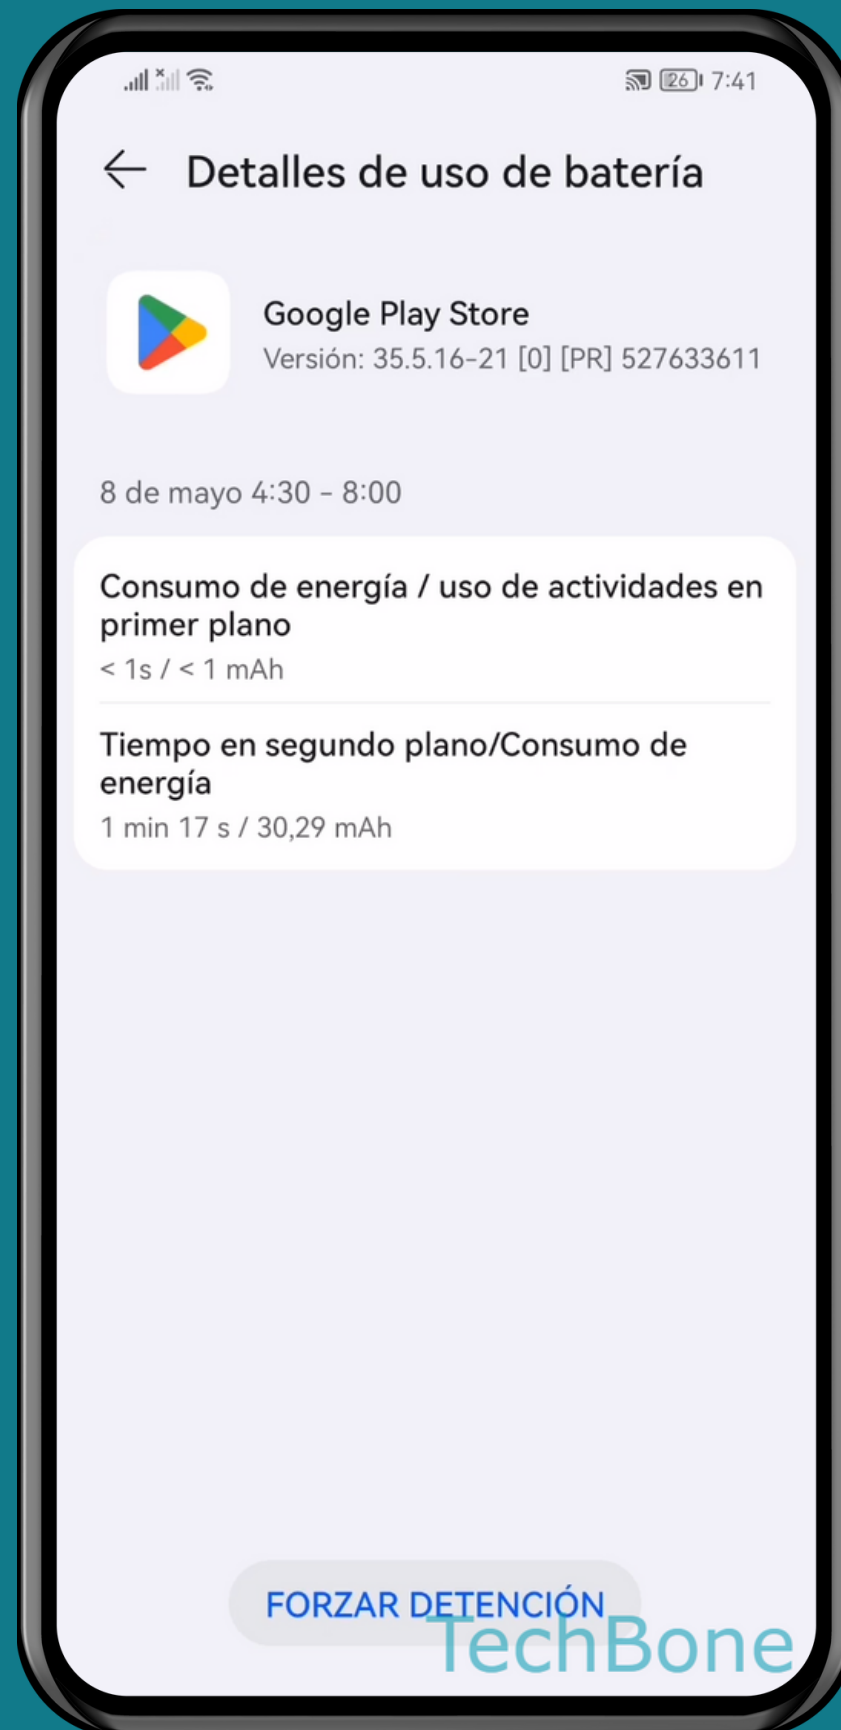 26 7:41
Detalles de uso de batería
Google Play Store
Versión: 35.5.16-21 [0] [PR] 527633611
8 de mayo 4:30 - 8:00
Consumo de energía / uso de actividades en
primer plano
< 1s / < 1 mAh
Tiempo en segundo plano/Consumo de
energía
1 min 17 s / 30,29 mAh
FORZAR DETENCIÓN
TechBone